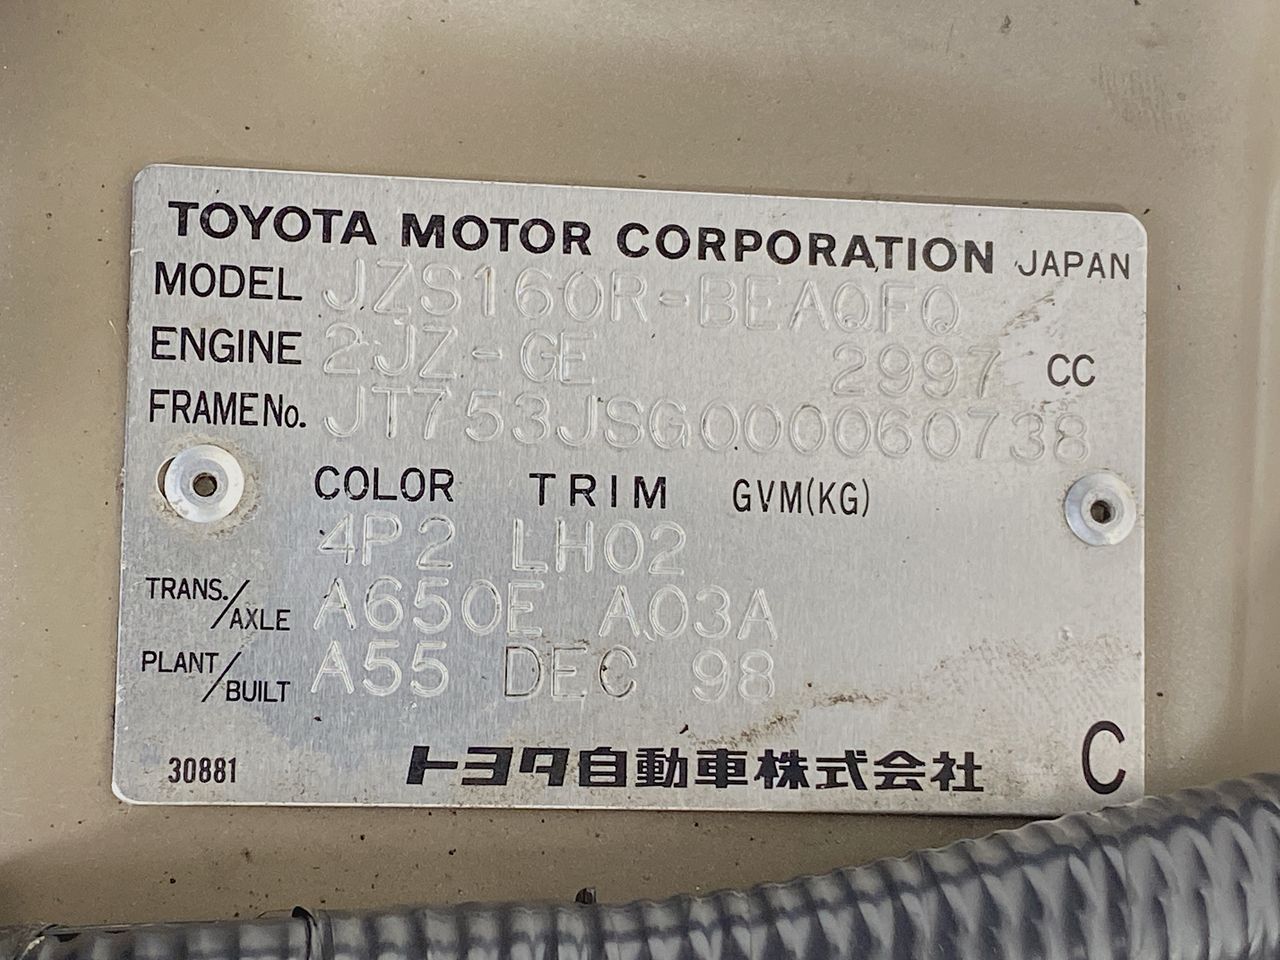 TOYOTA MOTOR CORPORATION JAPAN
MODEL JZS160R-BEAQFQ
ENGINE 2JZ-GE 2997 CC
FRAME No. JT753JSG000060738
COLOR TRIM GVM(KG)
4P2 LH02
TRANS./AXLE A650E A03A
PLANT/BUILT A55 DEC 98
30881 トヨタ自動車株式会社 C